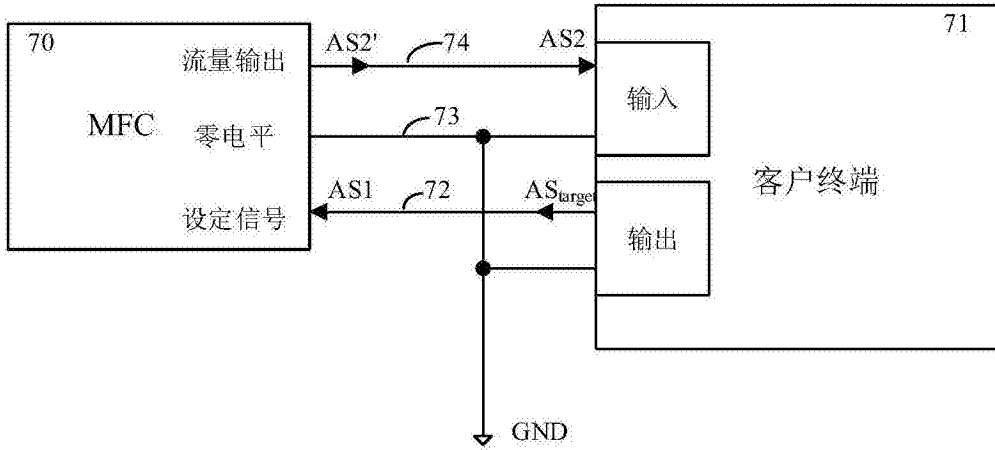 70
MFC
流量输出
零电平
设定信号
AS2'
74
AS2
73
AS1
72
AStarget
71
输入
输出
客户终端
GND